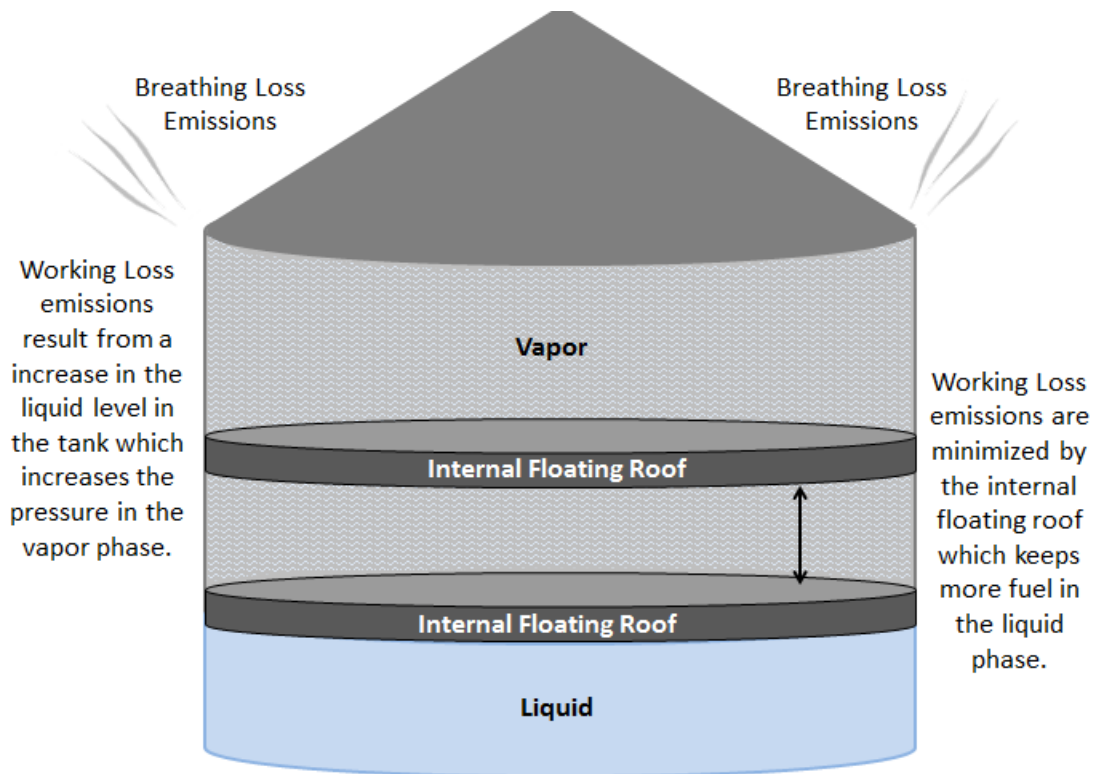 Breathing Loss
Emissions
Breathing Loss
Emissions
Working Loss
emissions
result from a
increase in the
liquid level in
the tank which
increases the
pressure in the
vapor phase.
Vapor
Internal Floating Roof
Internal Floating Roof
Liquid
Working Loss
emissions are
minimized by
the internal
floating roof
which keeps
more fuel in
the liquid
phase.